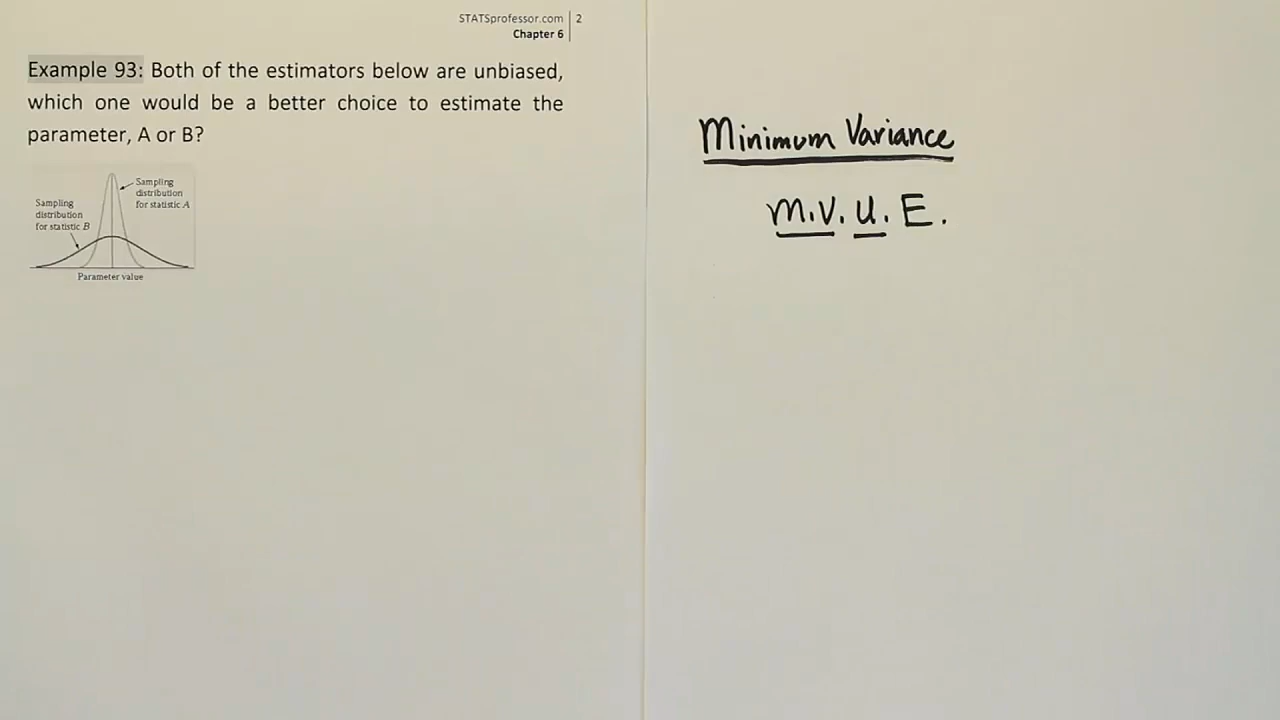 STATSprofessor.com 2
Chapter 6
Example 93: Both of the estimators below are unbiased,
which one would be a better choice to estimate the
parameter, A or B?
Sampling
distribution
for statistic A
Sampling
distribution
for statistic B
Parameter value
Minimum Variance
M.V.U.E.